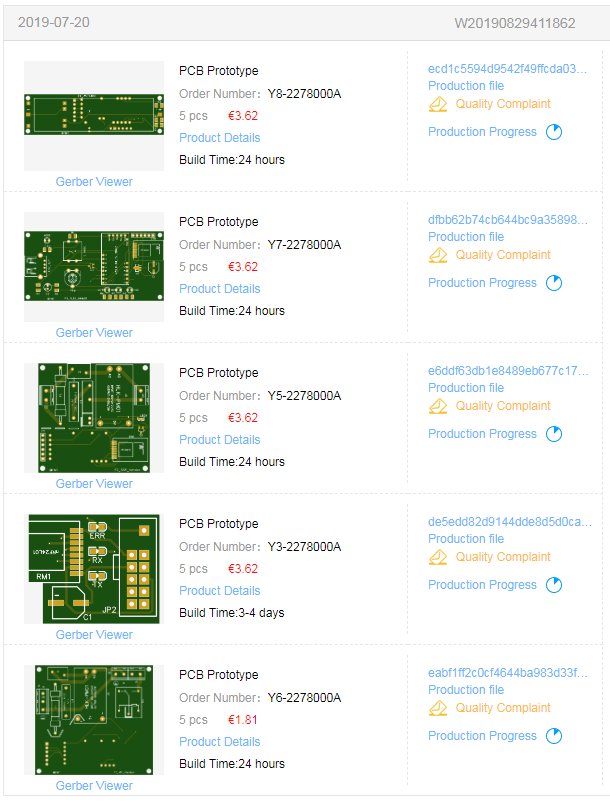 2019-07-20 W20190829411862
PCB Prototype
Order Number: Y8-2278000A
5 pcs €3.62
Product Details
Build Time:24 hours
Gerber Viewer
ecd1c5594d9542f49ffcda03...
Production file
Quality Complaint
Production Progress
PCB Prototype
Order Number: Y7-2278000A
5 pcs €3.62
Product Details
Build Time:24 hours
Gerber Viewer
dfbb62b74cb644bc9a35898...
Production file
Quality Complaint
Production Progress
PCB Prototype
Order Number: Y5-2278000A
5 pcs €3.62
Product Details
Build Time:24 hours
Gerber Viewer
e6ddf63db1e8489eb677c17...
Production file
Quality Complaint
Production Progress
ERR
RX
TX
RM1
C1
JP2
PCB Prototype
Order Number: Y3-2278000A
5 pcs €3.62
Product Details
Build Time:3-4 days
Gerber Viewer
de5edd82d9144dde8d5d0ca...
Production file
Quality Complaint
Production Progress
PCB Prototype
Order Number: Y6-2278000A
5 pcs €1.81
Product Details
Build Time:24 hours
Gerber Viewer
eabf1ff2c0cf4644ba983d33f...
Production file
Quality Complaint
Production Progress